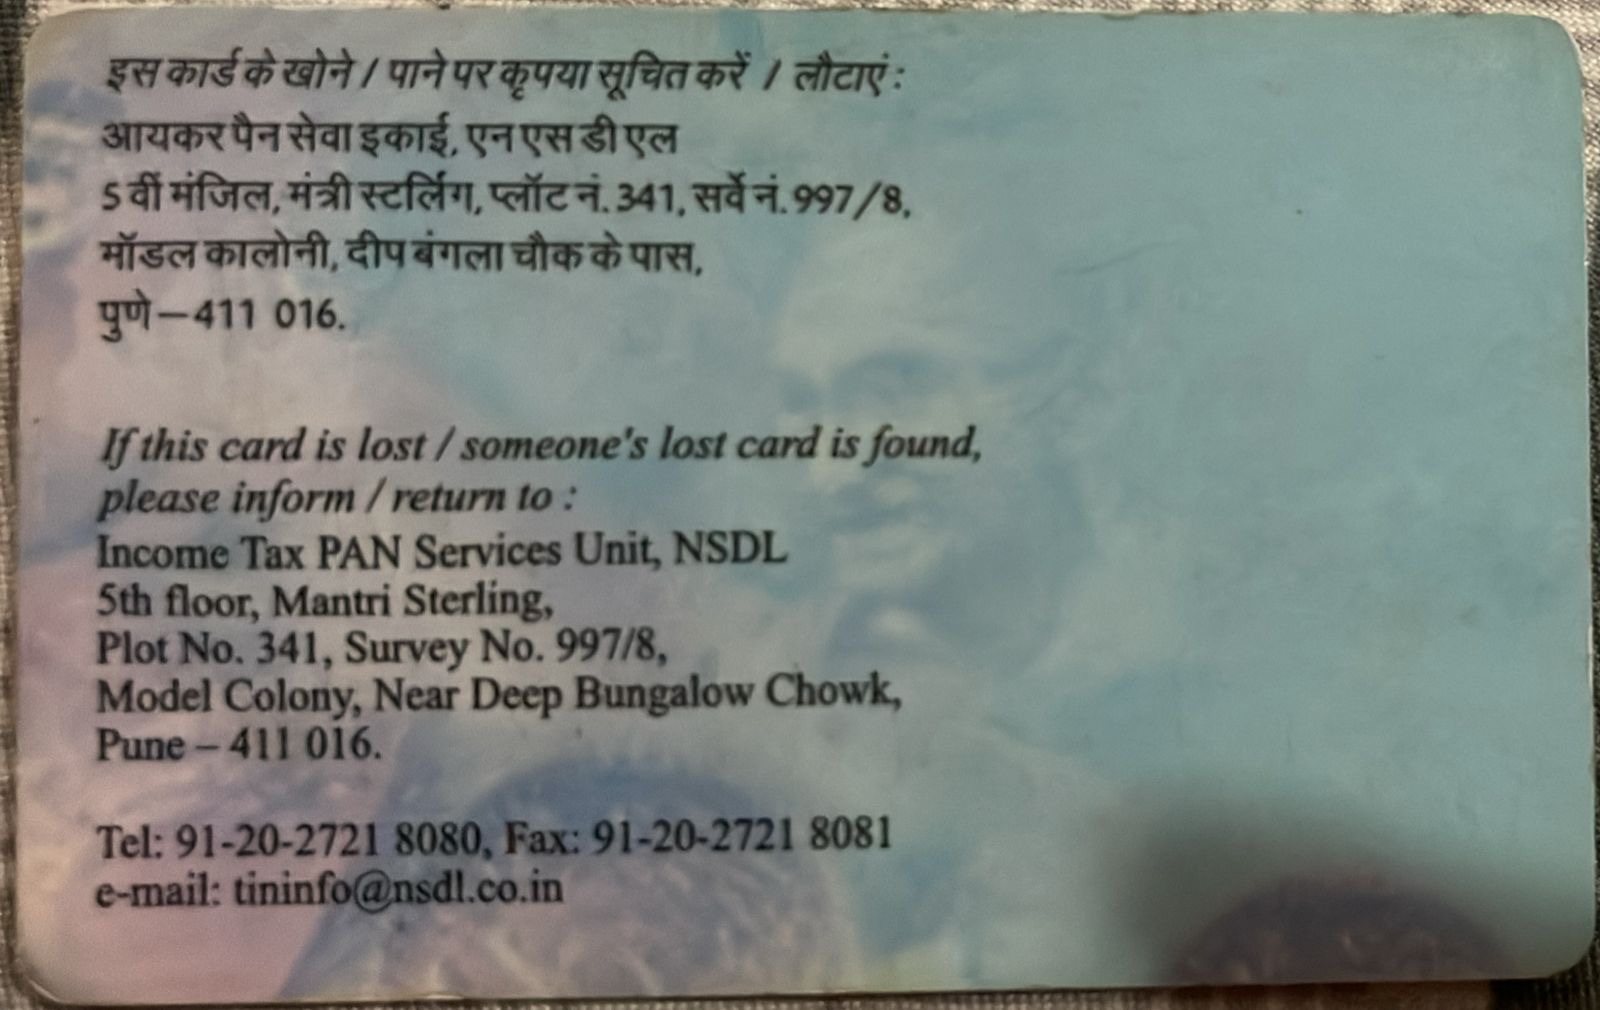 इस कार्ड के खोने / पाने पर कृपया सूचित करें / लौटाएं :
आयकर पैन सेवा इकाई, एन एस डी एल
5 वीं मंजिल, मंत्री स्टर्लिंग, प्लॉट नं. 341, सर्वे नं. 997/8,
मॉडल कालोनी, दीप बंगला चौक के पास,
पुणे – 411 016.
If this card is lost / someone's lost card is found,
please inform / return to :
Income Tax PAN Services Unit, NSDL
5th floor, Mantri Sterling,
Plot No. 341, Survey No. 997/8,
Model Colony, Near Deep Bungalow Chowk,
Pune – 411 016.
Tel: 91-20-2721 8080, Fax: 91-20-2721 8081
e-mail: tininfo@nsdl.co.in